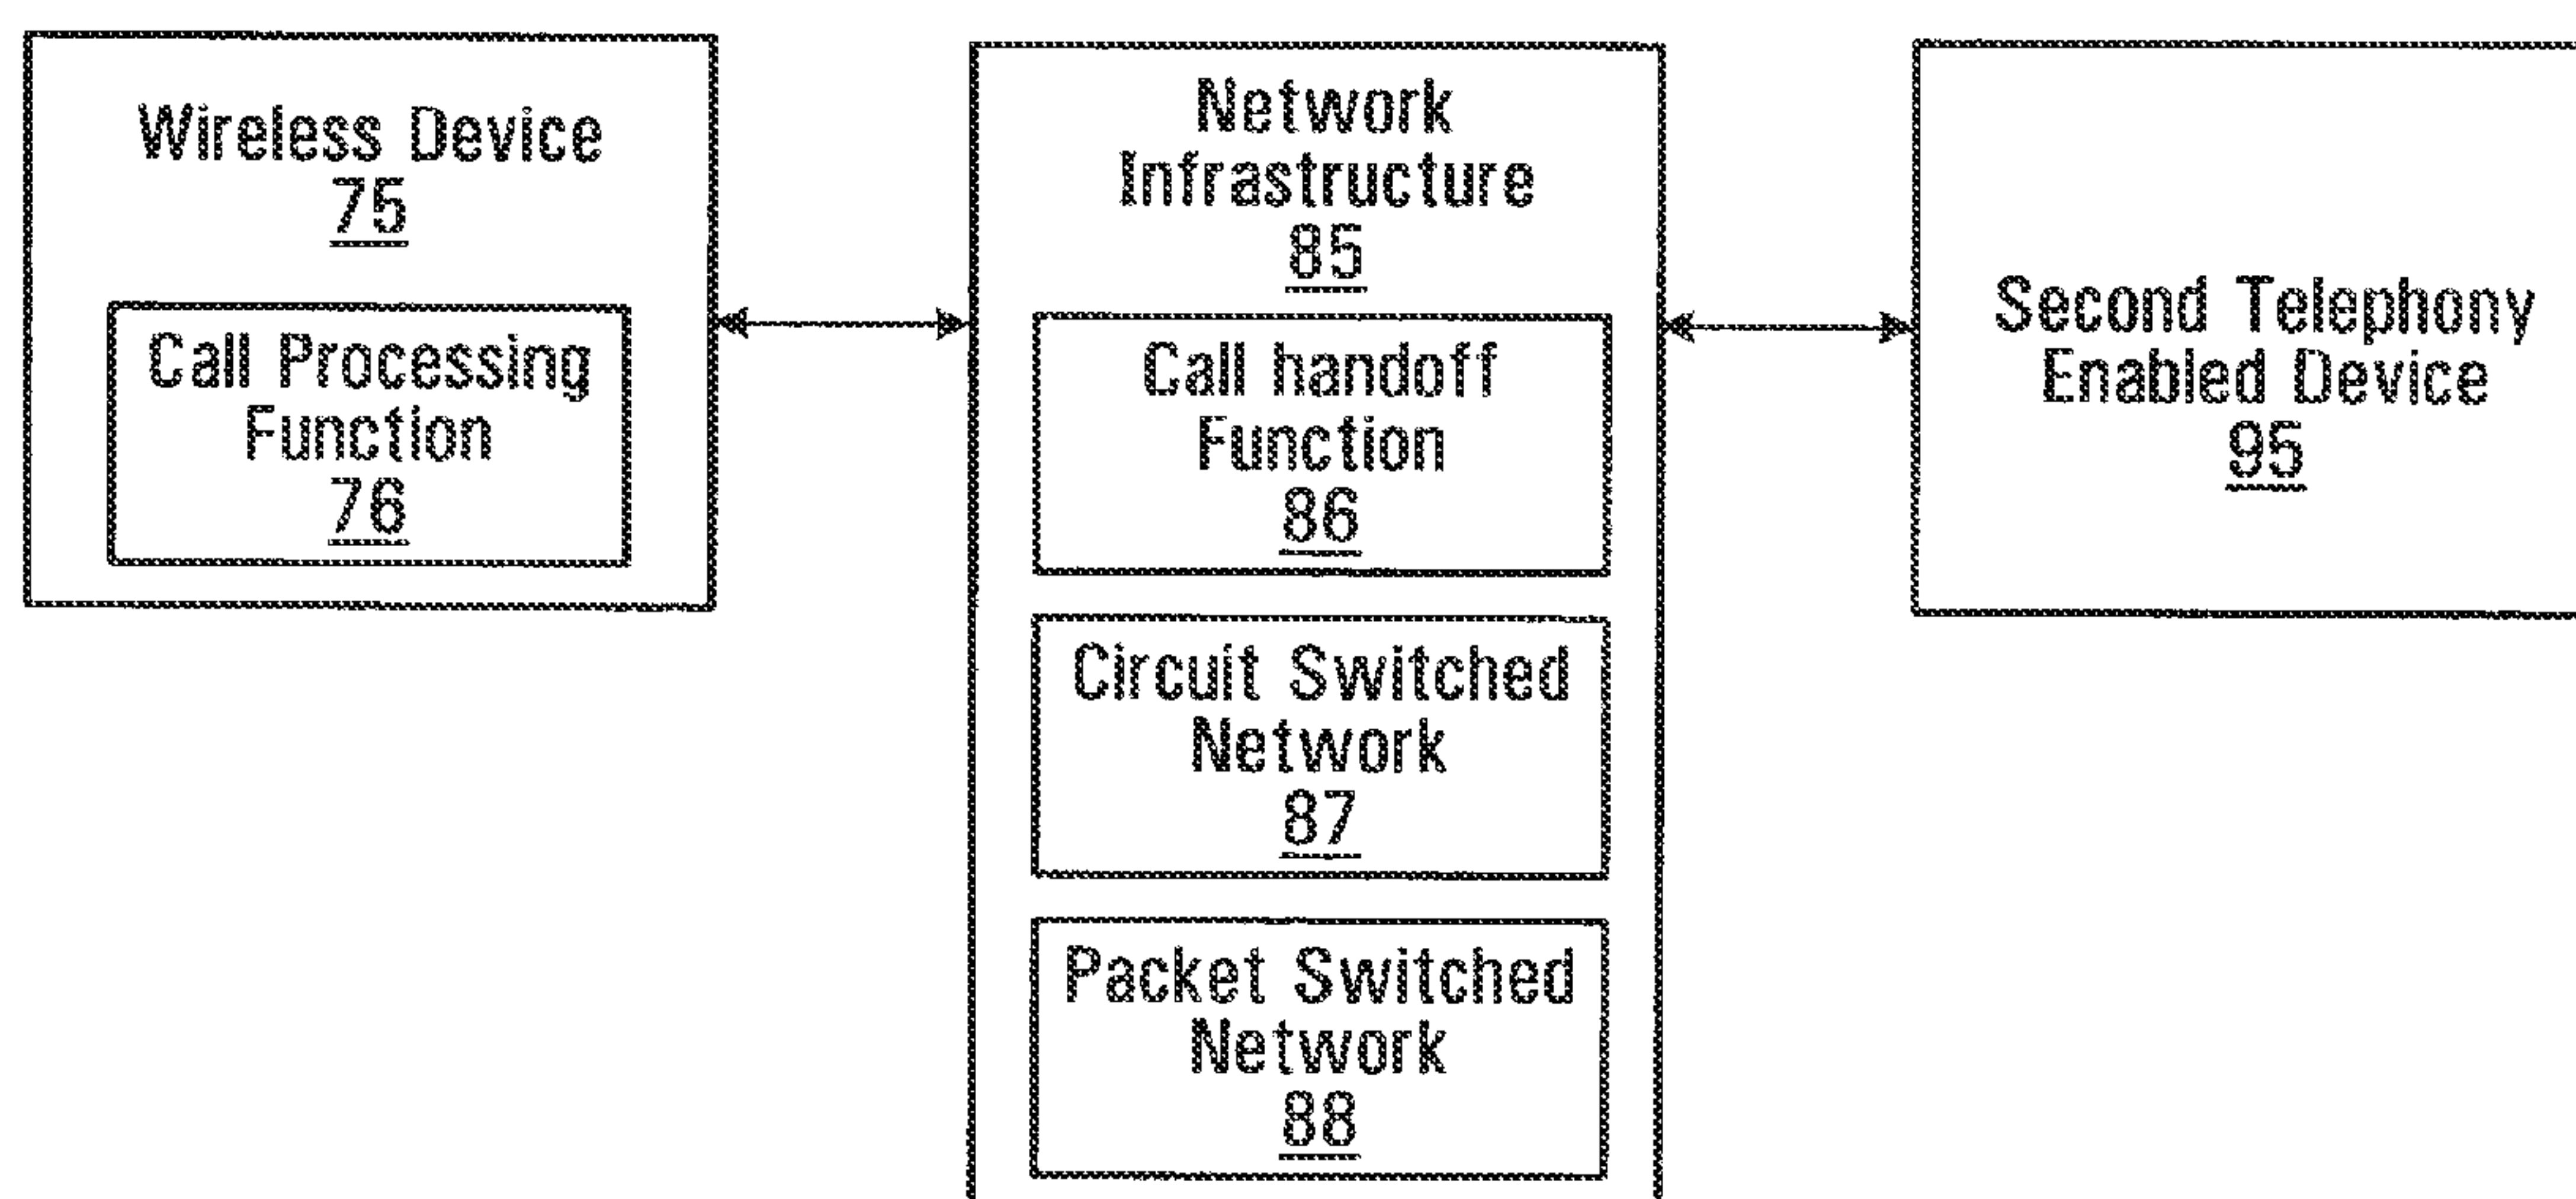 Wireless Device
75
Call Processing
Function
76
Network
Infrastructure
85
Call handoff
Function
86
Circuit Switched
Network
87
Packet Switched
Network
88
Second Telephony
Enabled Device
95